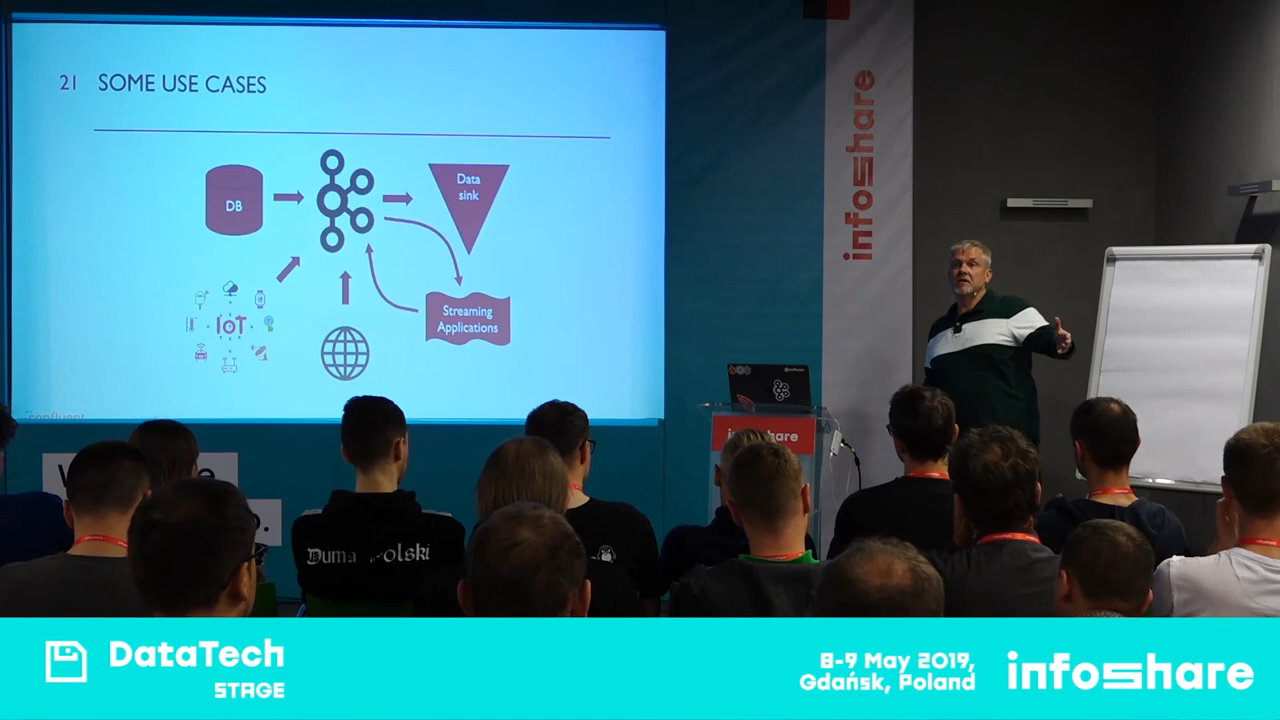 21 SOME USE CASES
DB
Data
sink
IoT
Streaming
Applications
infoshare
infoshare
Duma Polski
DataTech
STAGE
8-9 May 2019,
Gdańsk, Poland
infoshare